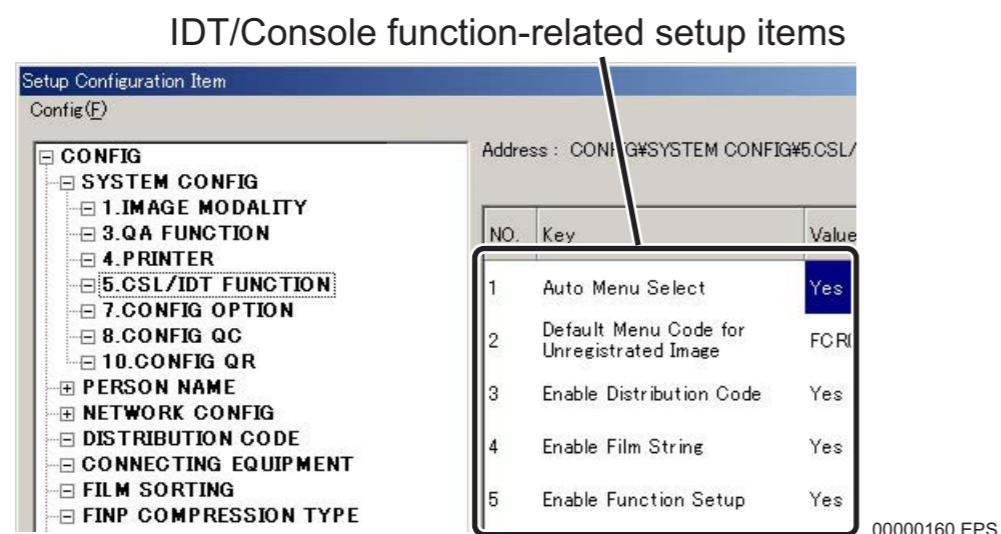 IDT/Console function-related setup items
Setup Configuration Item
Config(F)
CONFIG
SYSTEM CONFIG
1.IMAGE MODALITY
3.QA FUNCTION
4.PRINTER
5.CSL/IDT FUNCTION
7.CONFIG OPTION
8.CONFIG QC
10.CONFIG QR
PERSON NAME
NETWORK CONFIG
DISTRIBUTION CODE
CONNECTING EQUIPMENT
FILM SORTING
FINP COMPRESSION TYPE
Address : CONFIG¥SYSTEM CONFIG¥5.CSL/
NO. Key Value
1 Auto Menu Select Yes
2 Default Menu Code for
Unregistrated Image FCR
3 Enable Distribution Code Yes
4 Enable Film String Yes
5 Enable Function Setup Yes
00000160.EPS